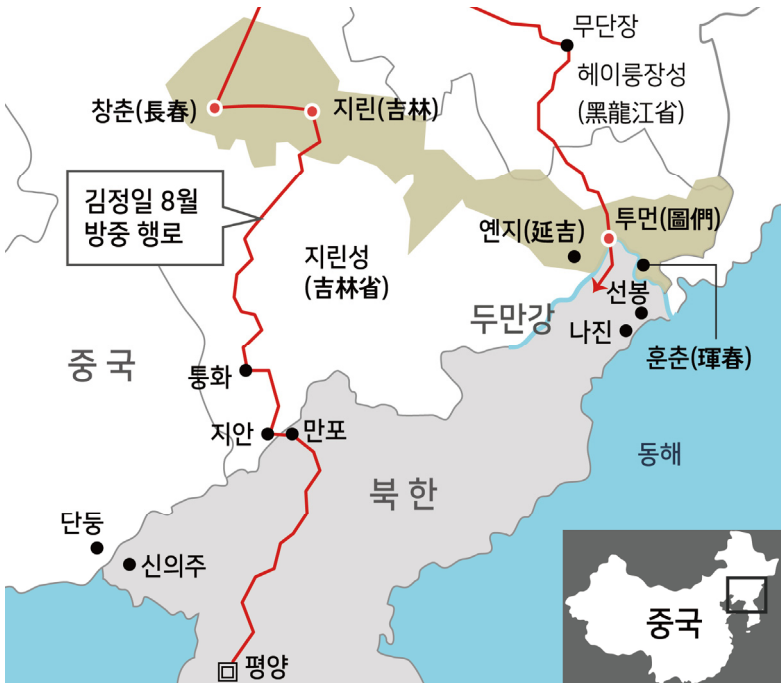 무단장
헤이룽장성
(黑龍江省)
창춘(長春)
지린(吉林)
김정일 8월
방중 행로
지린성
(吉林省)
옌지(延吉)
투먼(圖們)
선봉
두만강
나진
훈춘(琿春)
중국
통화
지안
만포
동해
북한
단둥
신의주
평양
중국